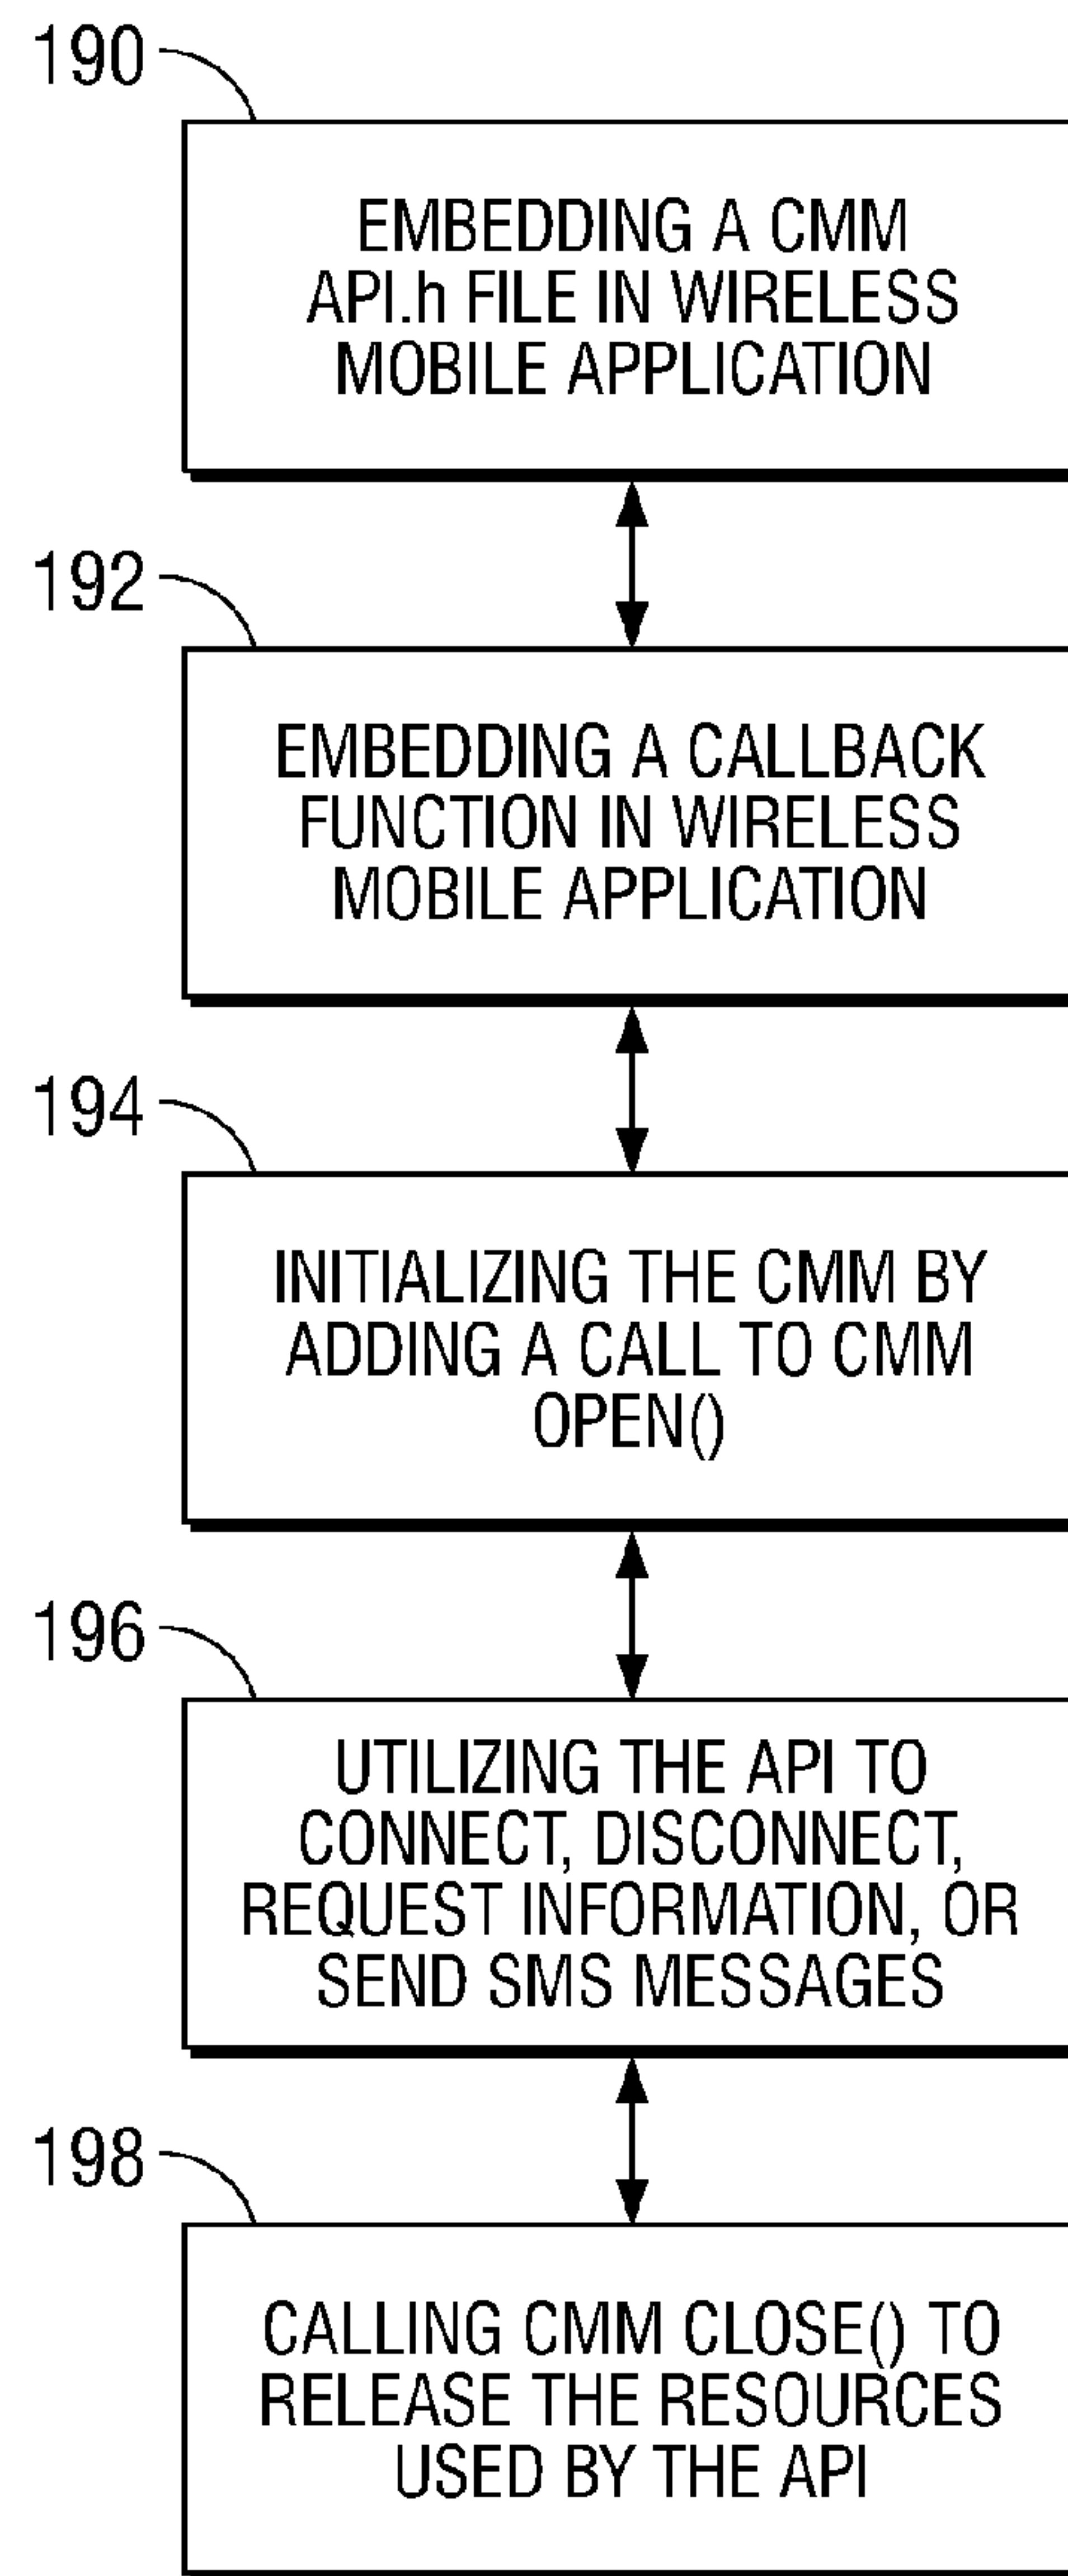 190
EMBEDDING A CMM
API.h FILE IN WIRELESS
MOBILE APPLICATION
192
EMBEDDING A CALLBACK
FUNCTION IN WIRELESS
MOBILE APPLICATION
194
INITIALIZING THE CMM BY
ADDING A CALL TO CMM
OPEN()
196
UTILIZING THE API TO
CONNECT, DISCONNECT,
REQUEST INFORMATION, OR
SEND SMS MESSAGES
198
CALLING CMM CLOSE() TO
RELEASE THE RESOURCES
USED BY THE API